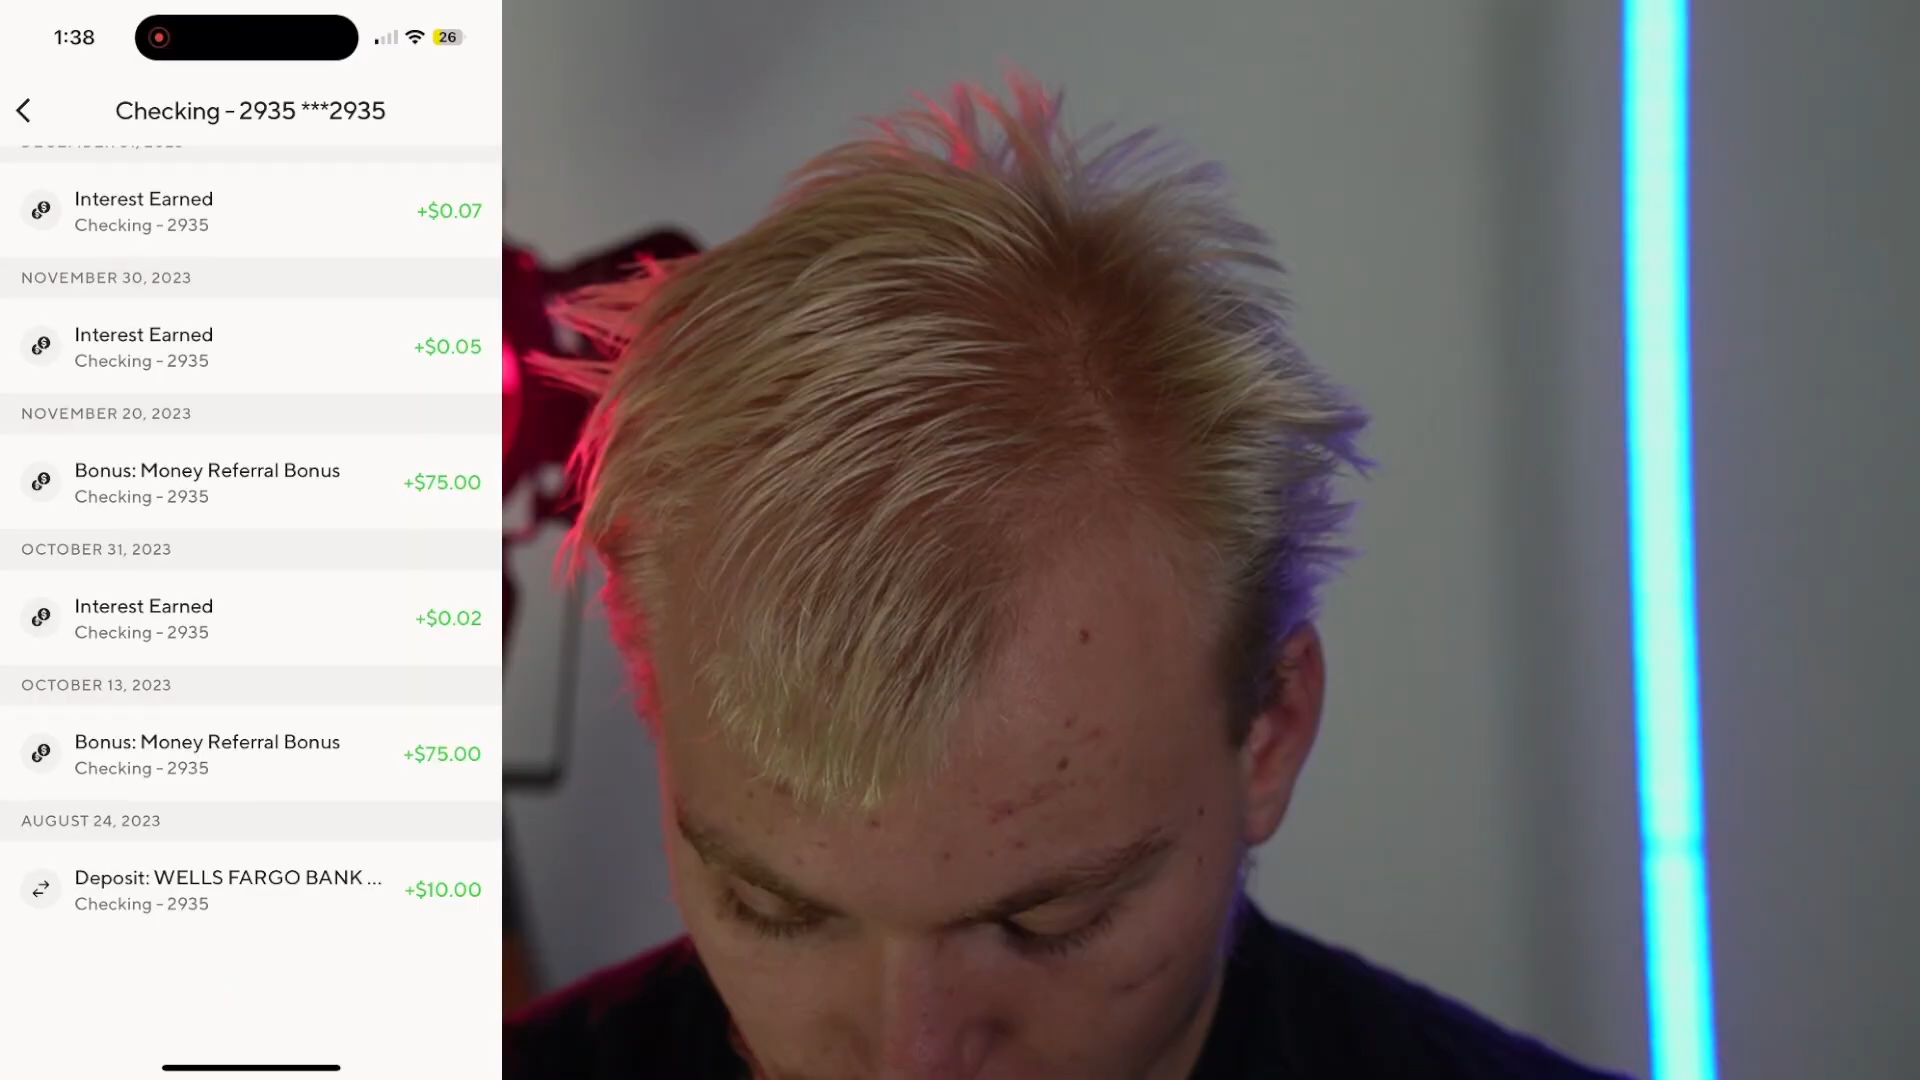 1:38
26
Checking - 2935 ***2935
Interest Earned
Checking - 2935
+$0.07
NOVEMBER 30, 2023
Interest Earned
Checking - 2935
+$0.05
NOVEMBER 20, 2023
Bonus: Money Referral Bonus
Checking - 2935
+$75.00
OCTOBER 31, 2023
Interest Earned
Checking - 2935
+$0.02
OCTOBER 13, 2023
Bonus: Money Referral Bonus
Checking - 2935
+$75.00
AUGUST 24, 2023
Deposit: WELLS FARGO BANK ...
Checking - 2935
+$10.00